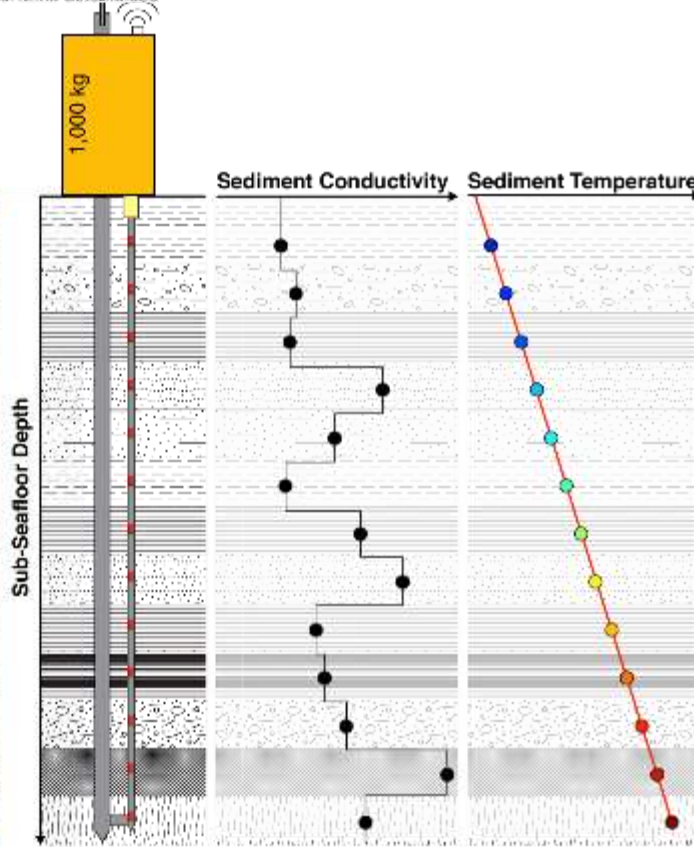 1,000 kg
Sediment Conductivity
Sediment Temperature
Sub-Seafloor Depth